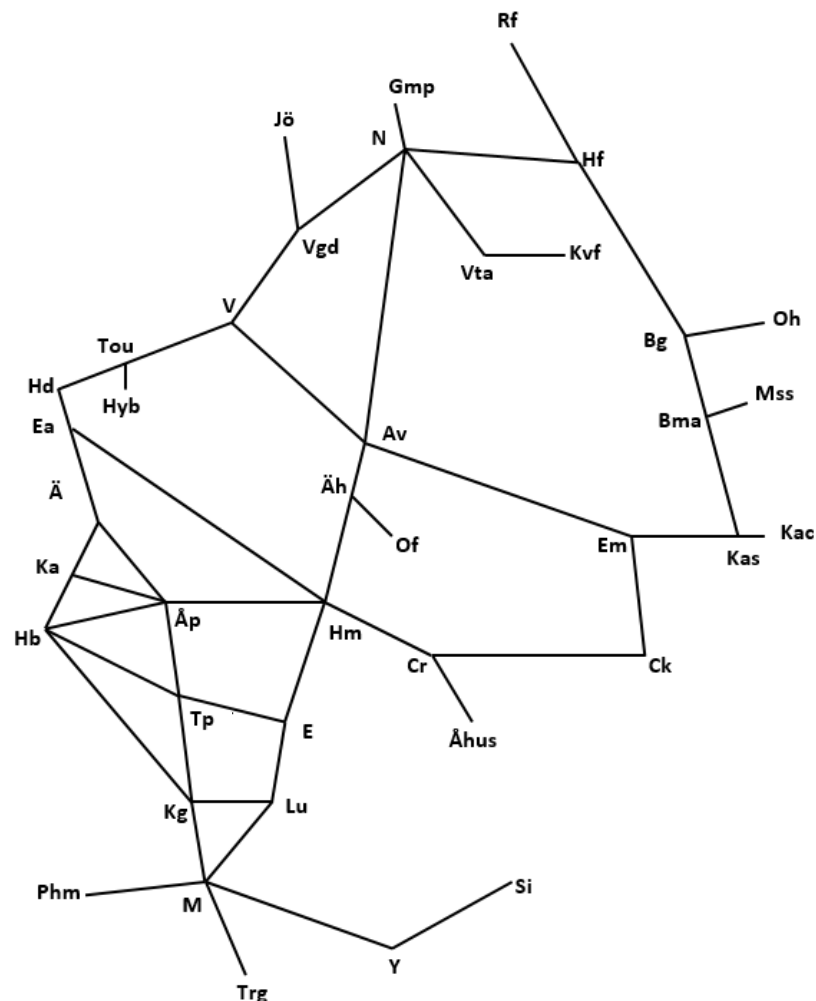 Rf
Gmp
Jö
N
Hf
Vgd
Vta
Kvf
V
Oh
Bg
Tou
Hd
Hyb
Mss
Bma
Ea
Av
Äh
Ä
Of
Em
Kac
Kas
Ka
Åp
Hb
Hm
Cr
Ck
Tp
E
Åhus
Kg
Lu
Phm
M
Si
Y
Trg